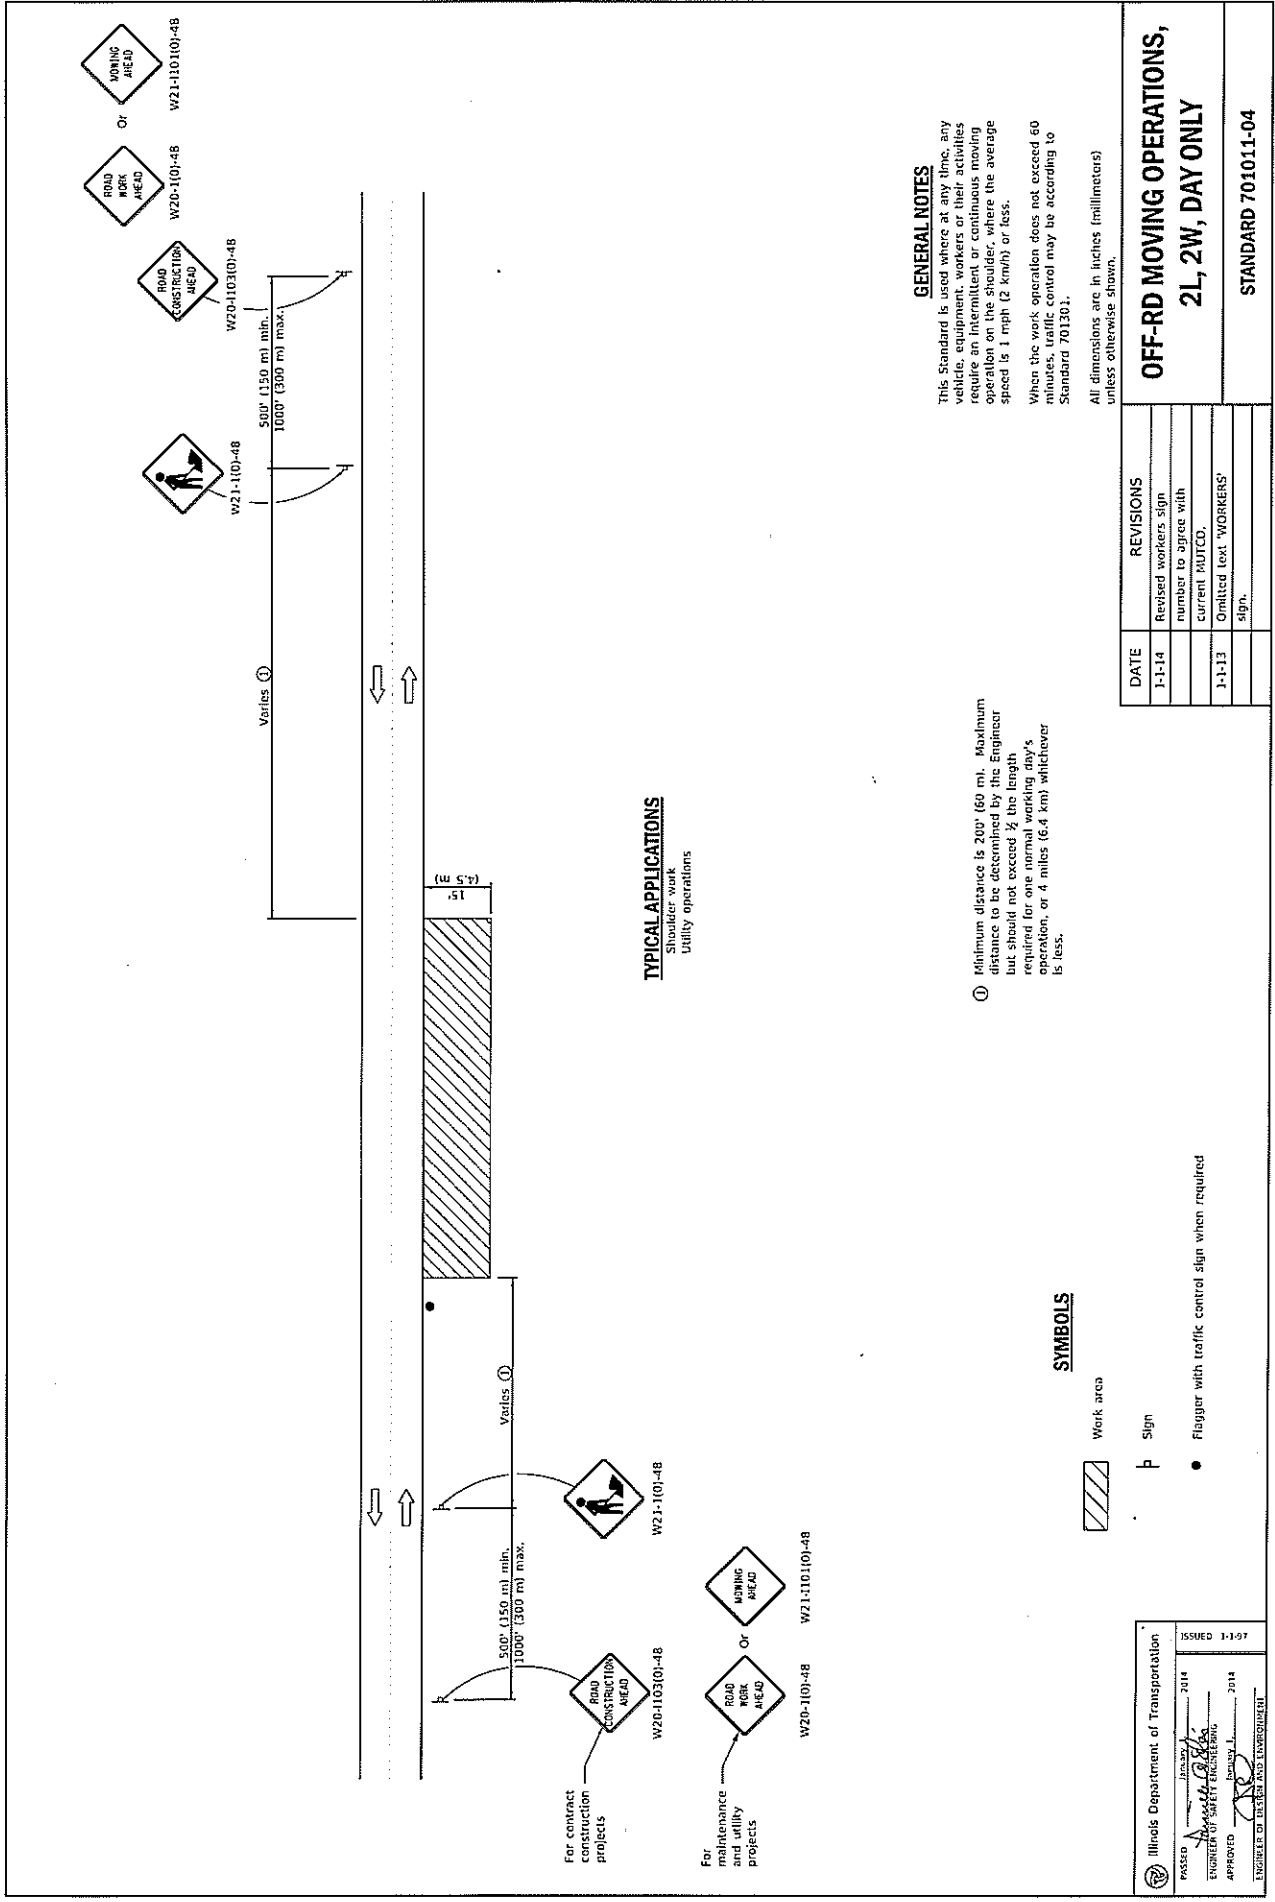 For contract
construction
projects
ROAD
CONSTRUCTION
AHEAD
W20-I103(O)-48
For
maintenance
and utility
projects
ROAD
WORK
AHEAD
W20-1(O)-48
Or
MOWING
AHEAD
W21-I101(O)-48
500' (150 m) min.
1000' (300 m) max.
W21-1(O)-48
Varies ①
15'
(4.5 m)
Varies ①
W21-1(O)-48
500' (150 m) min.
1000' (300 m) max.
ROAD
CONSTRUCTION
AHEAD
W20-I103(O)-48
ROAD
WORK
AHEAD
W20-1(O)-48
Or
MOWING
AHEAD
W21-I101(O)-48
TYPICAL APPLICATIONS
Shoulder work
Utility operations
SYMBOLS
Work area
Sign
Flagger with traffic control sign when required
① Minimum distance is 200' (60 m). Maximum
distance to be determined by the Engineer
but should not exceed ½ the length
required for one normal working day's
operation, or 4 miles (6.4 km) whichever
is less.
GENERAL NOTES
This Standard is used where at any time, any
vehicle, equipment, workers or their activities
require an intermittent or continuous moving
operation on the shoulder, where the average
speed is 1 mph (2 km/h) or less.
When the work operation does not exceed 60
minutes, traffic control may be according to
Standard 701301.
All dimensions are in inches (millimeters)
unless otherwise shown.
Illinois Department of Transportation
PASSED January 1, 2014
ENGINEER OF SAFETY ENGINEERING
APPROVED January 1, 2014
ENGINEER OF DESIGN AND ENVIRONMENT
ISSUED 1-1-97
DATE REVISIONS
1-1-14 Revised workers sign
number to agree with
current MUTCD.
1-1-13 Omitted text 'WORKERS'
sign.
OFF-RD MOVING OPERATIONS,
2L, 2W, DAY ONLY
STANDARD 701011-04